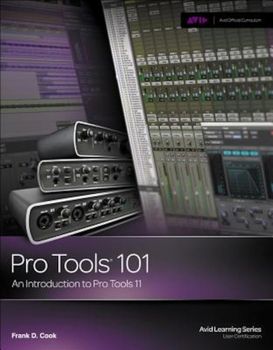 AVID
Avid Official Curriculum
Pro Tools® 101
An Introduction to Pro Tools 11
Frank D. Cook
Avid Learning Series
User Certification